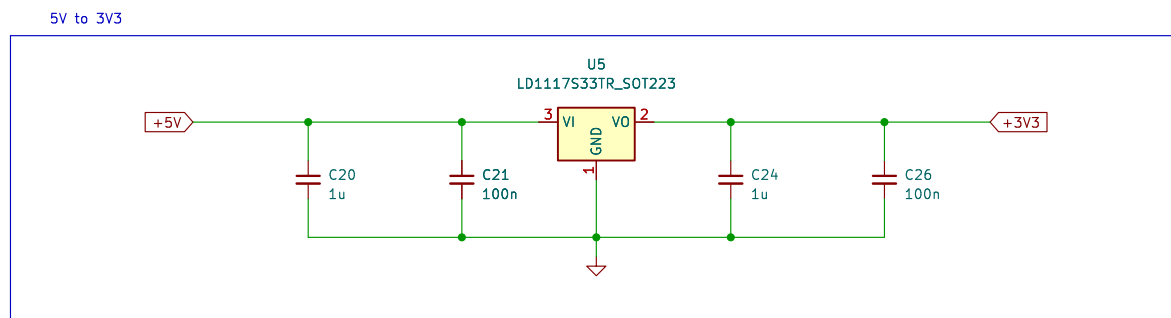 5V to 3V3
U5
LD1117S33TR_SOT223
+5V
3
VI
VO
2
+3V3
GND
1
C20
1u
C21
100n
C24
1u
C26
100n